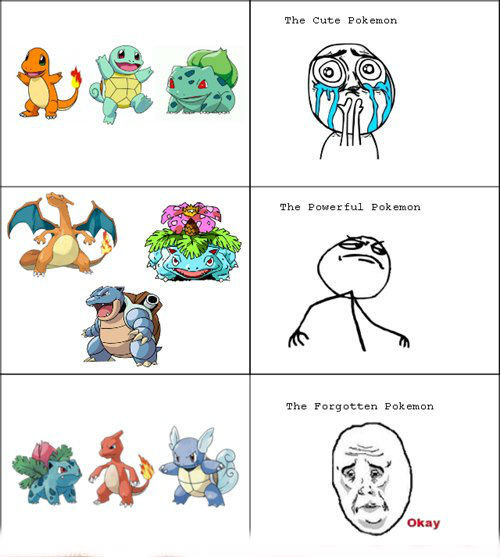 The Cute Pokemon
The Powerful Pokemon
The Forgotten Pokemon
Okay